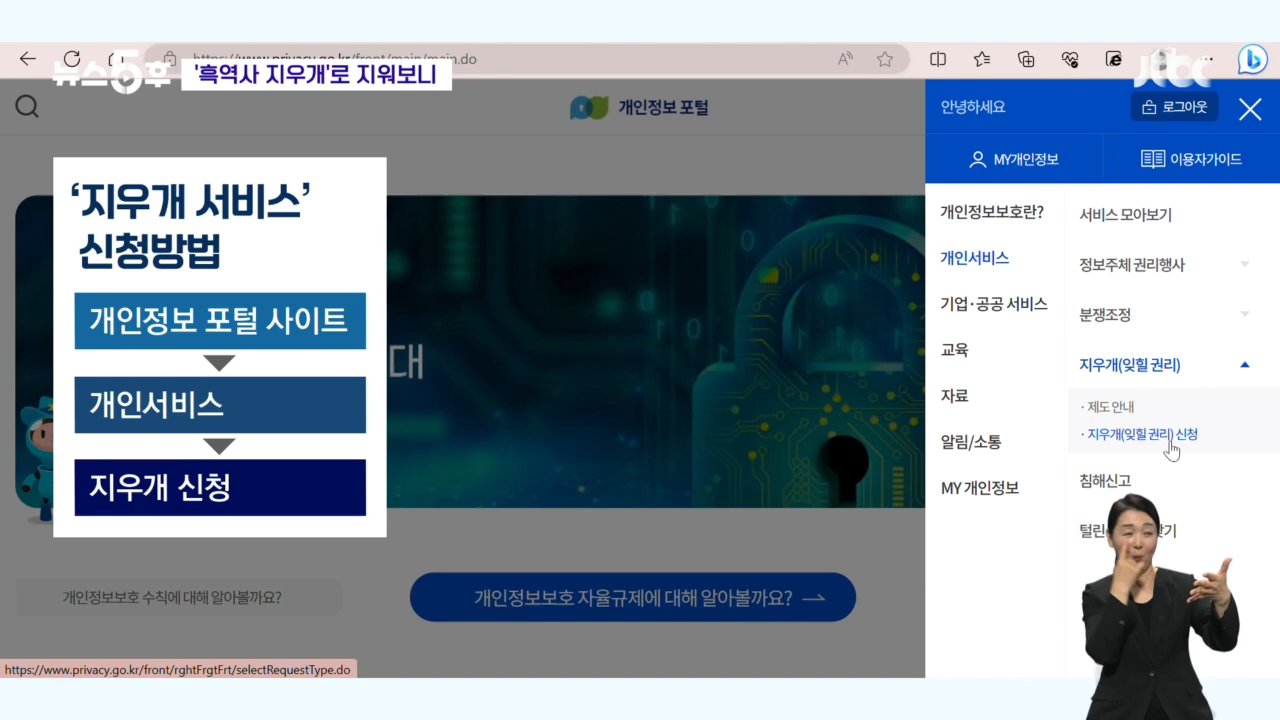 https://www.privacy.go.kr/front/main/main.do
뉴스5후
'흑역사 지우개'로 지워보니
jtbc
개인정보 포털
안녕하세요
로그아웃
MY개인정보
이용자가이드
‘지우개 서비스’
신청방법
개인정보 포털 사이트
개인서비스
지우개 신청
대
개인정보보호란?
개인서비스
기업·공공 서비스
교육
자료
알림/소통
MY 개인정보
서비스 모아보기
정보주체 권리행사
분쟁조정
지우개(잊힐 권리)
· 제도 안내
· 지우개(잊힐 권리) 신청
침해신고
털린
찾기
개인정보보호 수칙에 대해 알아볼까요?
개인정보보호 자율규제에 대해 알아볼까요?
https://www.privacy.go.kr/front/rghtFrgtFrt/selectRequestType.do